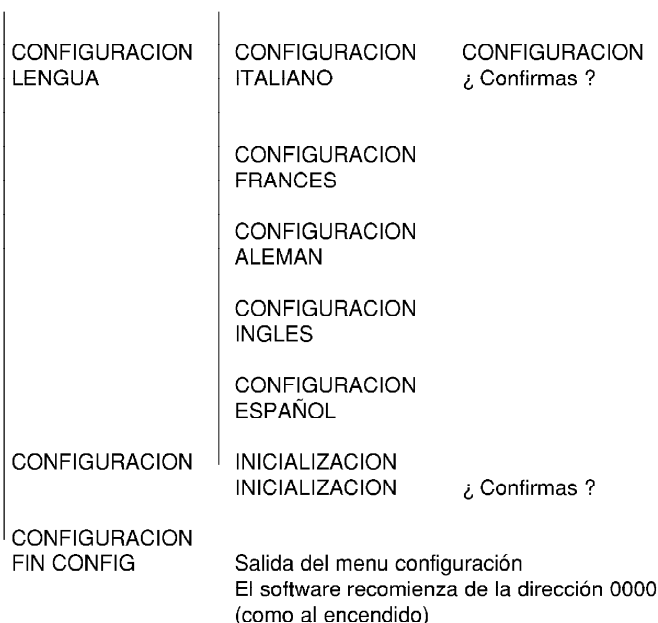 CONFIGURACION CONFIGURACION CONFIGURACION
LENGUA ITALIANO ¿ Confirmas ?
CONFIGURACION
FRANCES
CONFIGURACION
ALEMAN
CONFIGURACION
INGLES
CONFIGURACION
ESPAÑOL
CONFIGURACION INICIALIZACION
INICIALIZACION ¿ Confirmas ?
CONFIGURACION
FIN CONFIG Salida del menu configuración
El software recomienza de la dirección 0000
(como al encendido)